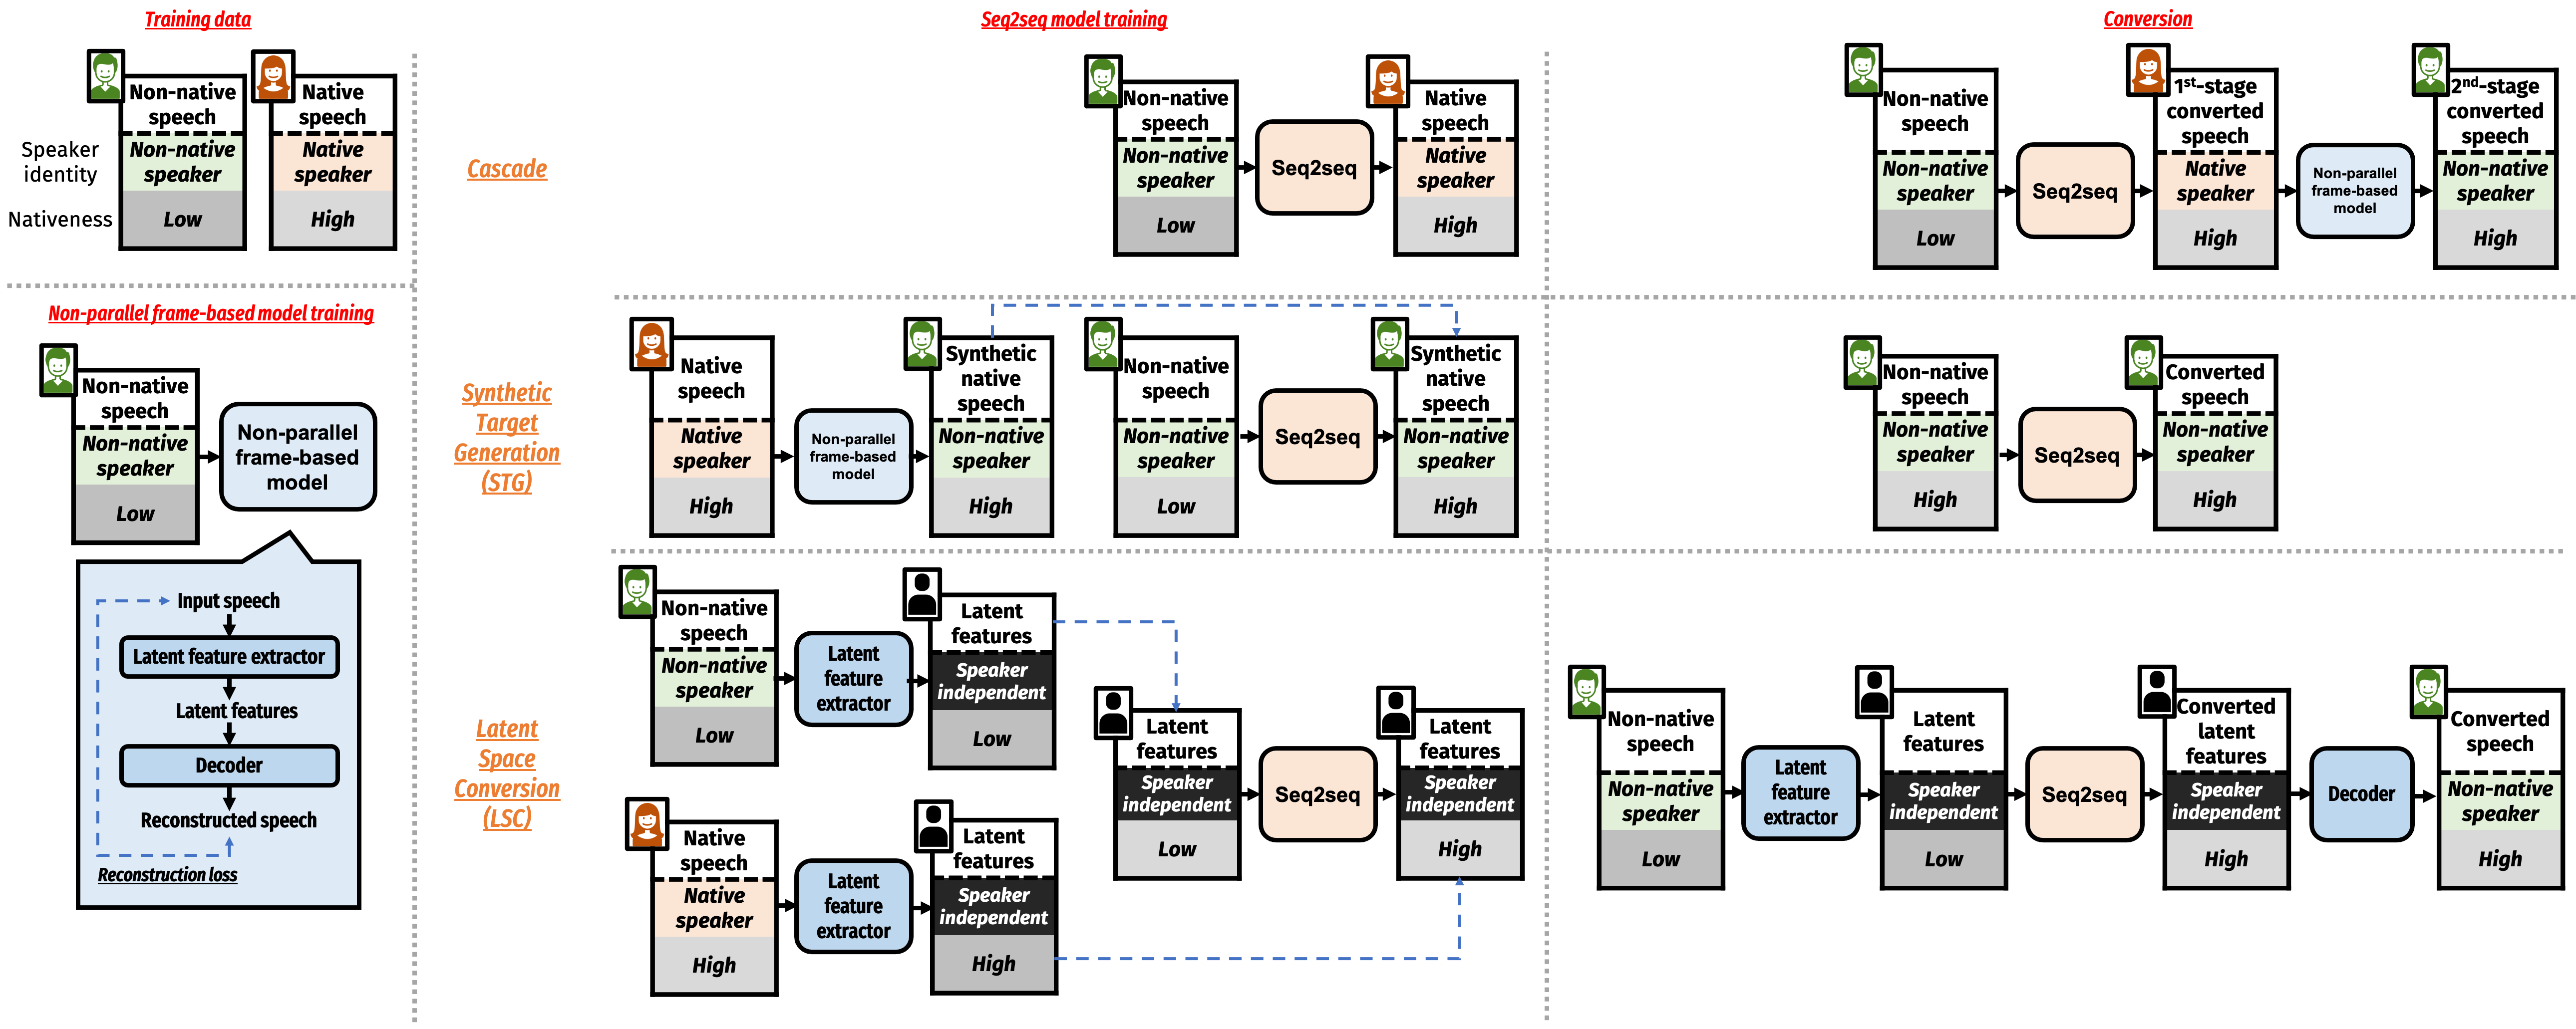 Training data
Non-native
speech
Native
speech
Speaker
identity
Non-native
speaker
Native
speaker
Nativeness
Low
High
Non-parallel frame-based model training
Non-native
speech
Non-native
speaker
Low
Non-parallel
frame-based
model
Input speech
Latent feature extractor
Latent features
Decoder
Reconstructed speech
Reconstruction loss
Seq2seq model training
Conversion
Cascade
Non-native
speech
Non-native
speaker
Low
Seq2seq
Native
speech
Native
speaker
High
Non-native
speech
Non-native
speaker
Low
Seq2seq
1st-stage
converted
speech
Native
speaker
High
Non-parallel
frame-based
model
2nd-stage
converted
speech
Non-native
speaker
High
Synthetic
Target
Generation
(STG)
Native
speech
Native
speaker
High
Non-parallel
frame-based
model
Synthetic
native
speech
Non-native
speaker
High
Non-native
speech
Non-native
speaker
Low
Seq2seq
Synthetic
native
speech
Non-native
speaker
High
Non-native
speech
Non-native
speaker
High
Seq2seq
Converted
speech
Non-native
speaker
High
Latent
Space
Conversion
(LSC)
Non-native
speech
Non-native
speaker
Low
Latent
feature
extractor
Latent
features
Speaker
independent
Low
Native
speech
Native
speaker
High
Latent
feature
extractor
Latent
features
Speaker
independent
High
Latent
features
Speaker
independent
Low
Seq2seq
Latent
features
Speaker
independent
High
Non-native
speech
Non-native
speaker
Low
Latent
feature
extractor
Latent
features
Speaker
independent
Low
Seq2seq
Converted
latent
features
Speaker
independent
High
Decoder
Converted
speech
Non-native
speaker
High